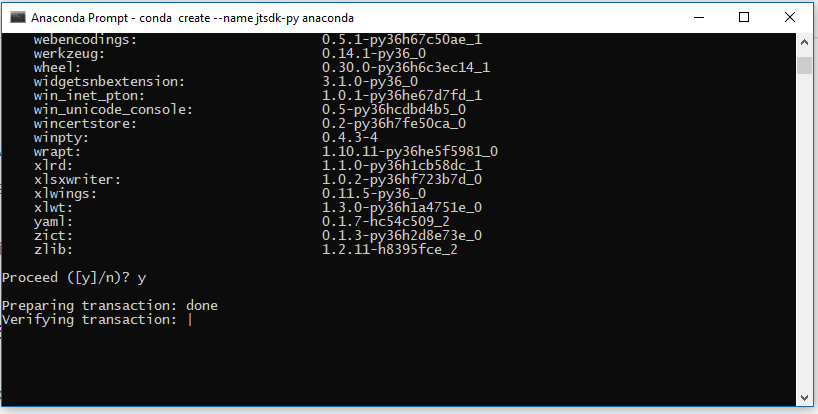 Anaconda Prompt - conda  create --name jtsdk-py anaconda
webencodings: 0.5.1-py36h67c50ae_1
werkzeug: 0.14.1-py36_0
wheel: 0.30.0-py36h6c3ec14_1
widgetsnbextension: 3.1.0-py36_0
win_inet_pton: 1.0.1-py36he67d7fd_1
win_unicode_console: 0.5-py36hcdbd4b5_0
wincertstore: 0.2-py36h7fe50ca_0
winpty: 0.4.3-4
wrapt: 1.10.11-py36he5f5981_0
xlrd: 1.1.0-py36h1cb58dc_1
xlsxwriter: 1.0.2-py36hf723b7d_0
xlwings: 0.11.5-py36_0
xlwt: 1.3.0-py36h1a4751e_0
yaml: 0.1.7-hc54c509_2
zict: 0.1.3-py36h2d8e73e_0
zlib: 1.2.11-h8395fce_2
Proceed ([y]/n)? y
Preparing transaction: done
Verifying transaction: |